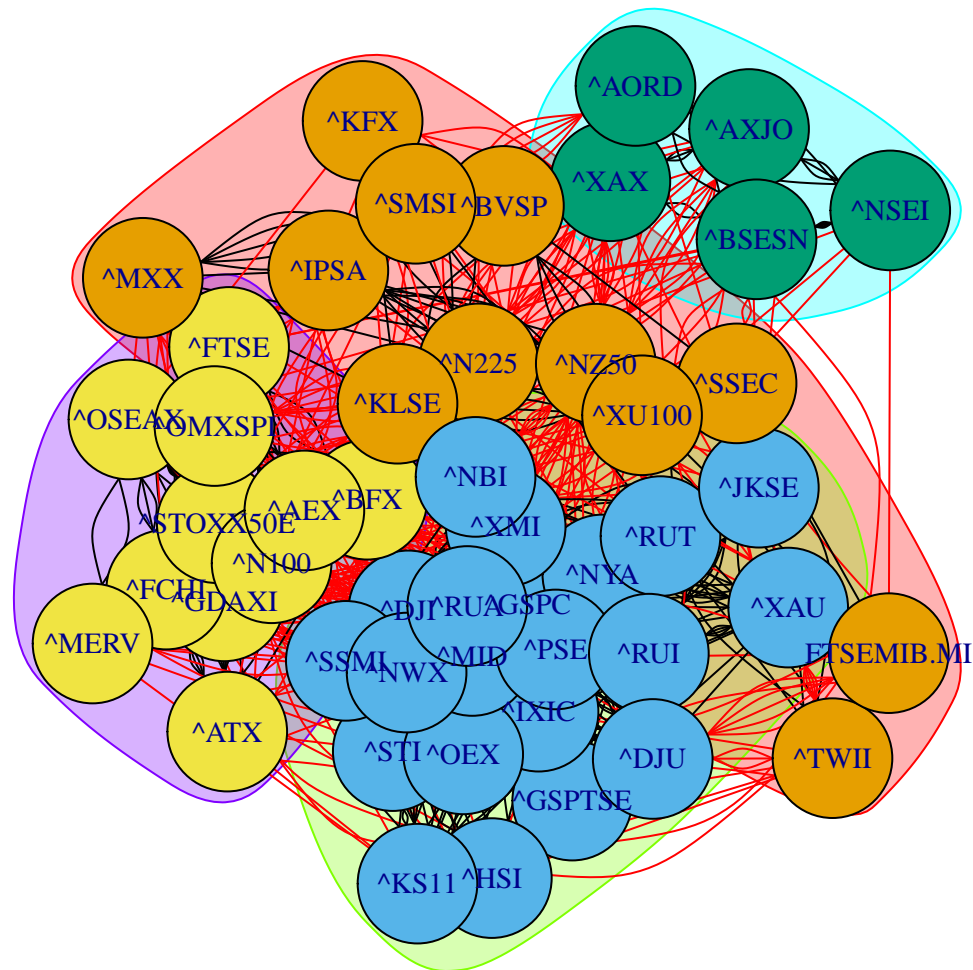 ^AORD
^KFX
^AXJO
^XAX
^SMSI
^BVSP
^NSEI
^BSESN
^IPSA
^MXX
^FTSE
^N225
^NZ50
^SSEC
^KLSE
^XU100
^OSEAX
^OMXSPI
^NBI
^JKSE
^BFX
^AEX
^STOXX50E
^XMI
^RUT
^N100
^NYA
^FCHI
^GDAXI
^DJI
^RUA
^GSPC
^XAU
^MERV
^SSMI
^NWX
^MID
^PSE
^RUI
FTSEMIB.MI
^IXIC
^ATX
^STI
^OEX
^DJU
^TWII
^GSPTSE
^KS11
^HSI